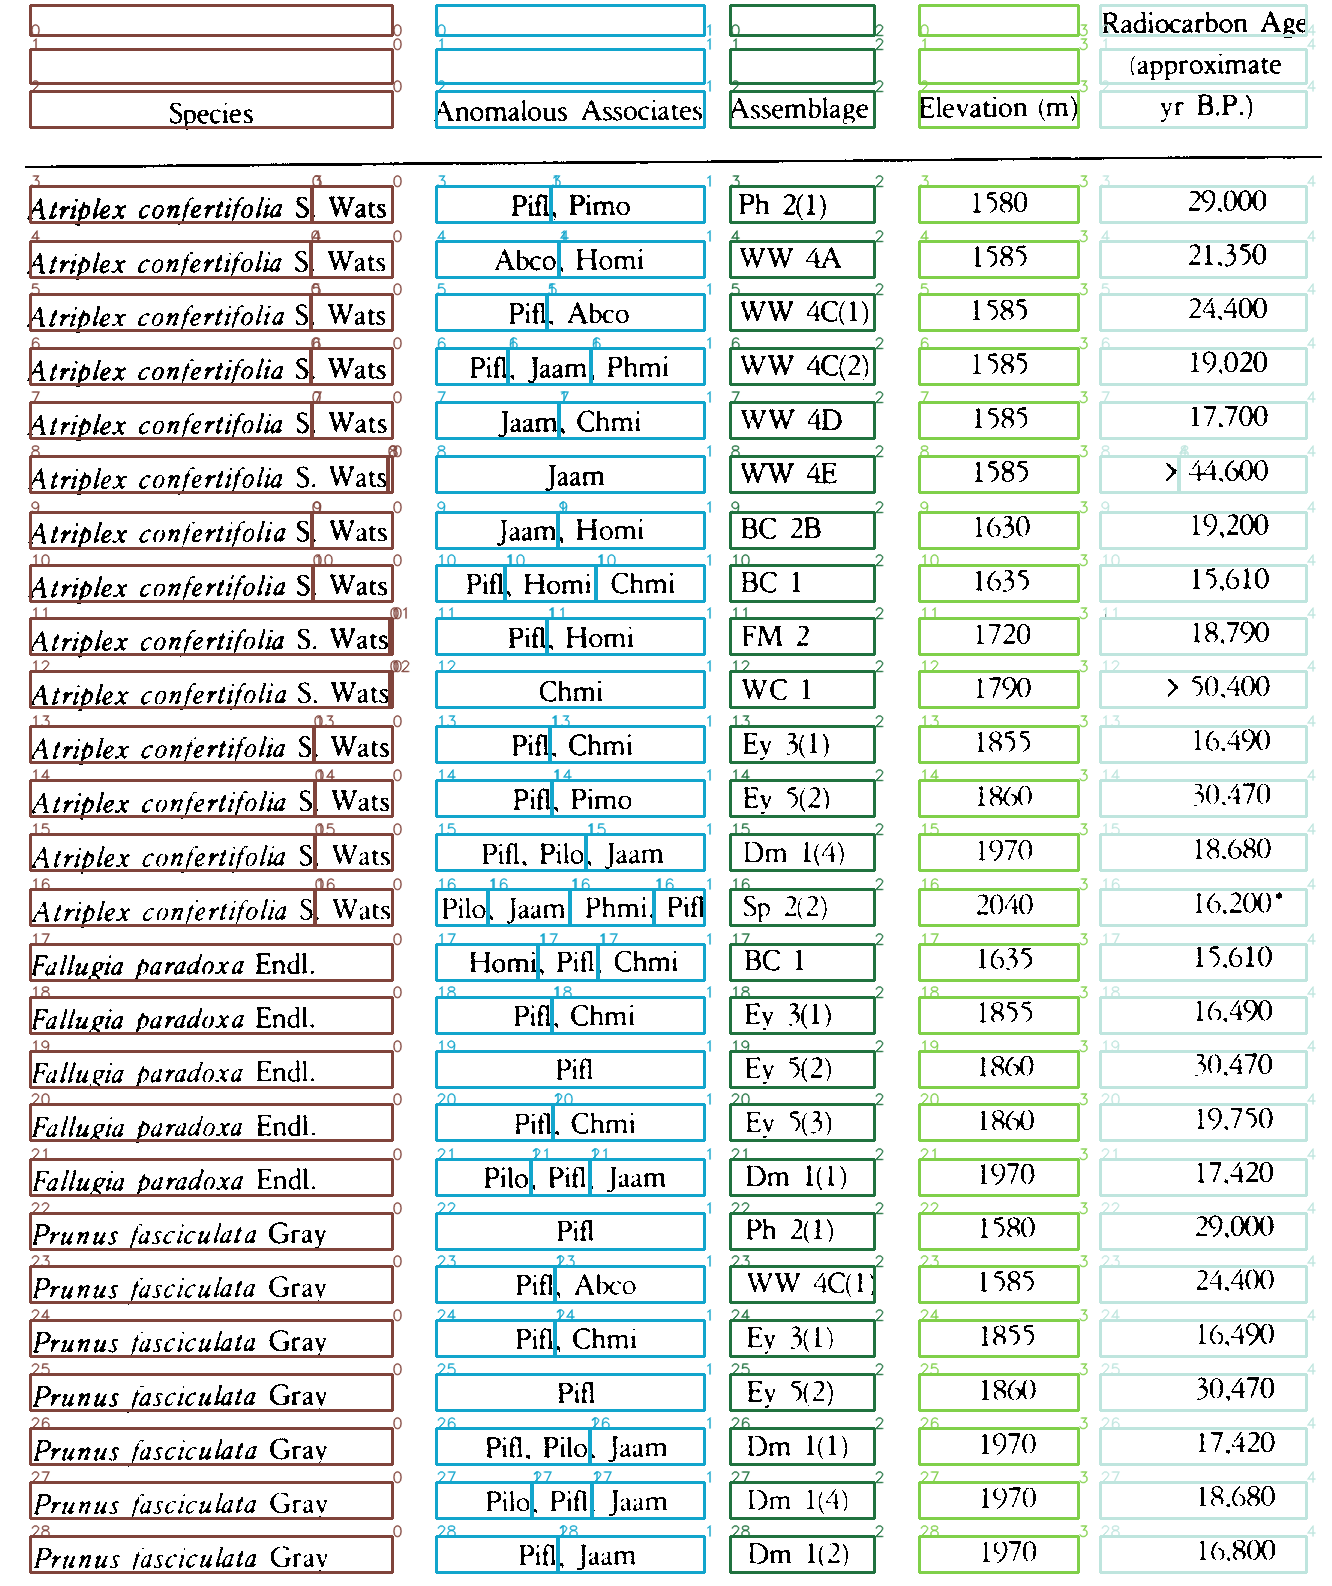 Radiocarbon Age
(approximate
Species Anomalous Associates Assemblage Elevation (m) yr B.P.)
Atriplex confertifolia S. Wats Pifl, Pimo Ph 2(1) 1580 29,000
Atriplex confertifolia S. Wats Abco, Homi WW 4A 1585 21,350
Atriplex confertifolia S. Wats Pifl, Abco WW 4C(1) 1585 24,400
Atriplex confertifolia S. Wats Pifl, Jaam, Phmi WW 4C(2) 1585 19,020
Atriplex confertifolia S. Wats Jaam, Chmi WW 4D 1585 17,700
Atriplex confertifolia S. Wats Jaam WW 4E 1585 > 44,600
Atriplex confertifolia S. Wats Jaam, Homi BC 2B 1630 19,200
Atriplex confertifolia S. Wats Pifl, Homi, Chmi BC 1 1635 15,610
Atriplex confertifolia S. Wats Pifl, Homi FM 2 1720 18,790
Atriplex confertifolia S. Wats Chmi WC 1 1790 > 50,400
Atriplex confertifolia S. Wats Pifl, Chmi Ey 3(1) 1855 16,490
Atriplex confertifolia S. Wats Pifl, Pimo Ey 5(2) 1860 30,470
Atriplex confertifolia S. Wats Pifl, Pilo, Jaam Dm 1(4) 1970 18,680
Atriplex confertifolia S. Wats Pilo, Jaam, Phmi, Pifl Sp 2(2) 2040 16,200*
Fallugia paradoxa Endl. Homi, Pifl, Chmi BC 1 1635 15,610
Fallugia paradoxa Endl. Pifl, Chmi Ey 3(1) 1855 16,490
Fallugia paradoxa Endl. Pifl Ey 5(2) 1860 30,470
Fallugia paradoxa Endl. Pifl, Chmi Ey 5(3) 1860 19,750
Fallugia paradoxa Endl. Pilo, Pifl, Jaam Dm 1(1) 1970 17,420
Prunus fasciculata Gray Pifl Ph 2(1) 1580 29,000
Prunus fasciculata Gray Pifl, Abco WW 4C(1) 1585 24,400
Prunus fasciculata Gray Pifl, Chmi Ey 3(1) 1855 16,490
Prunus fasciculata Gray Pifl Ey 5(2) 1860 30,470
Prunus fasciculata Gray Pifl, Pilo, Jaam Dm 1(1) 1970 17,420
Prunus fasciculata Gray Pilo, Pifl, Jaam Dm 1(4) 1970 18,680
Prunus fasciculata Gray Pifl, Jaam Dm 1(2) 1970 16,800